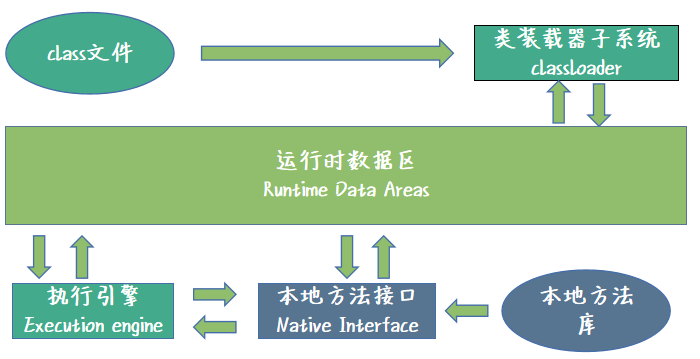 class文件
类装载器子系统
classloader
运行时数据区
Runtime Data Areas
执行引擎
Execution engine
本地方法接口
Native Interface
本地方法
库